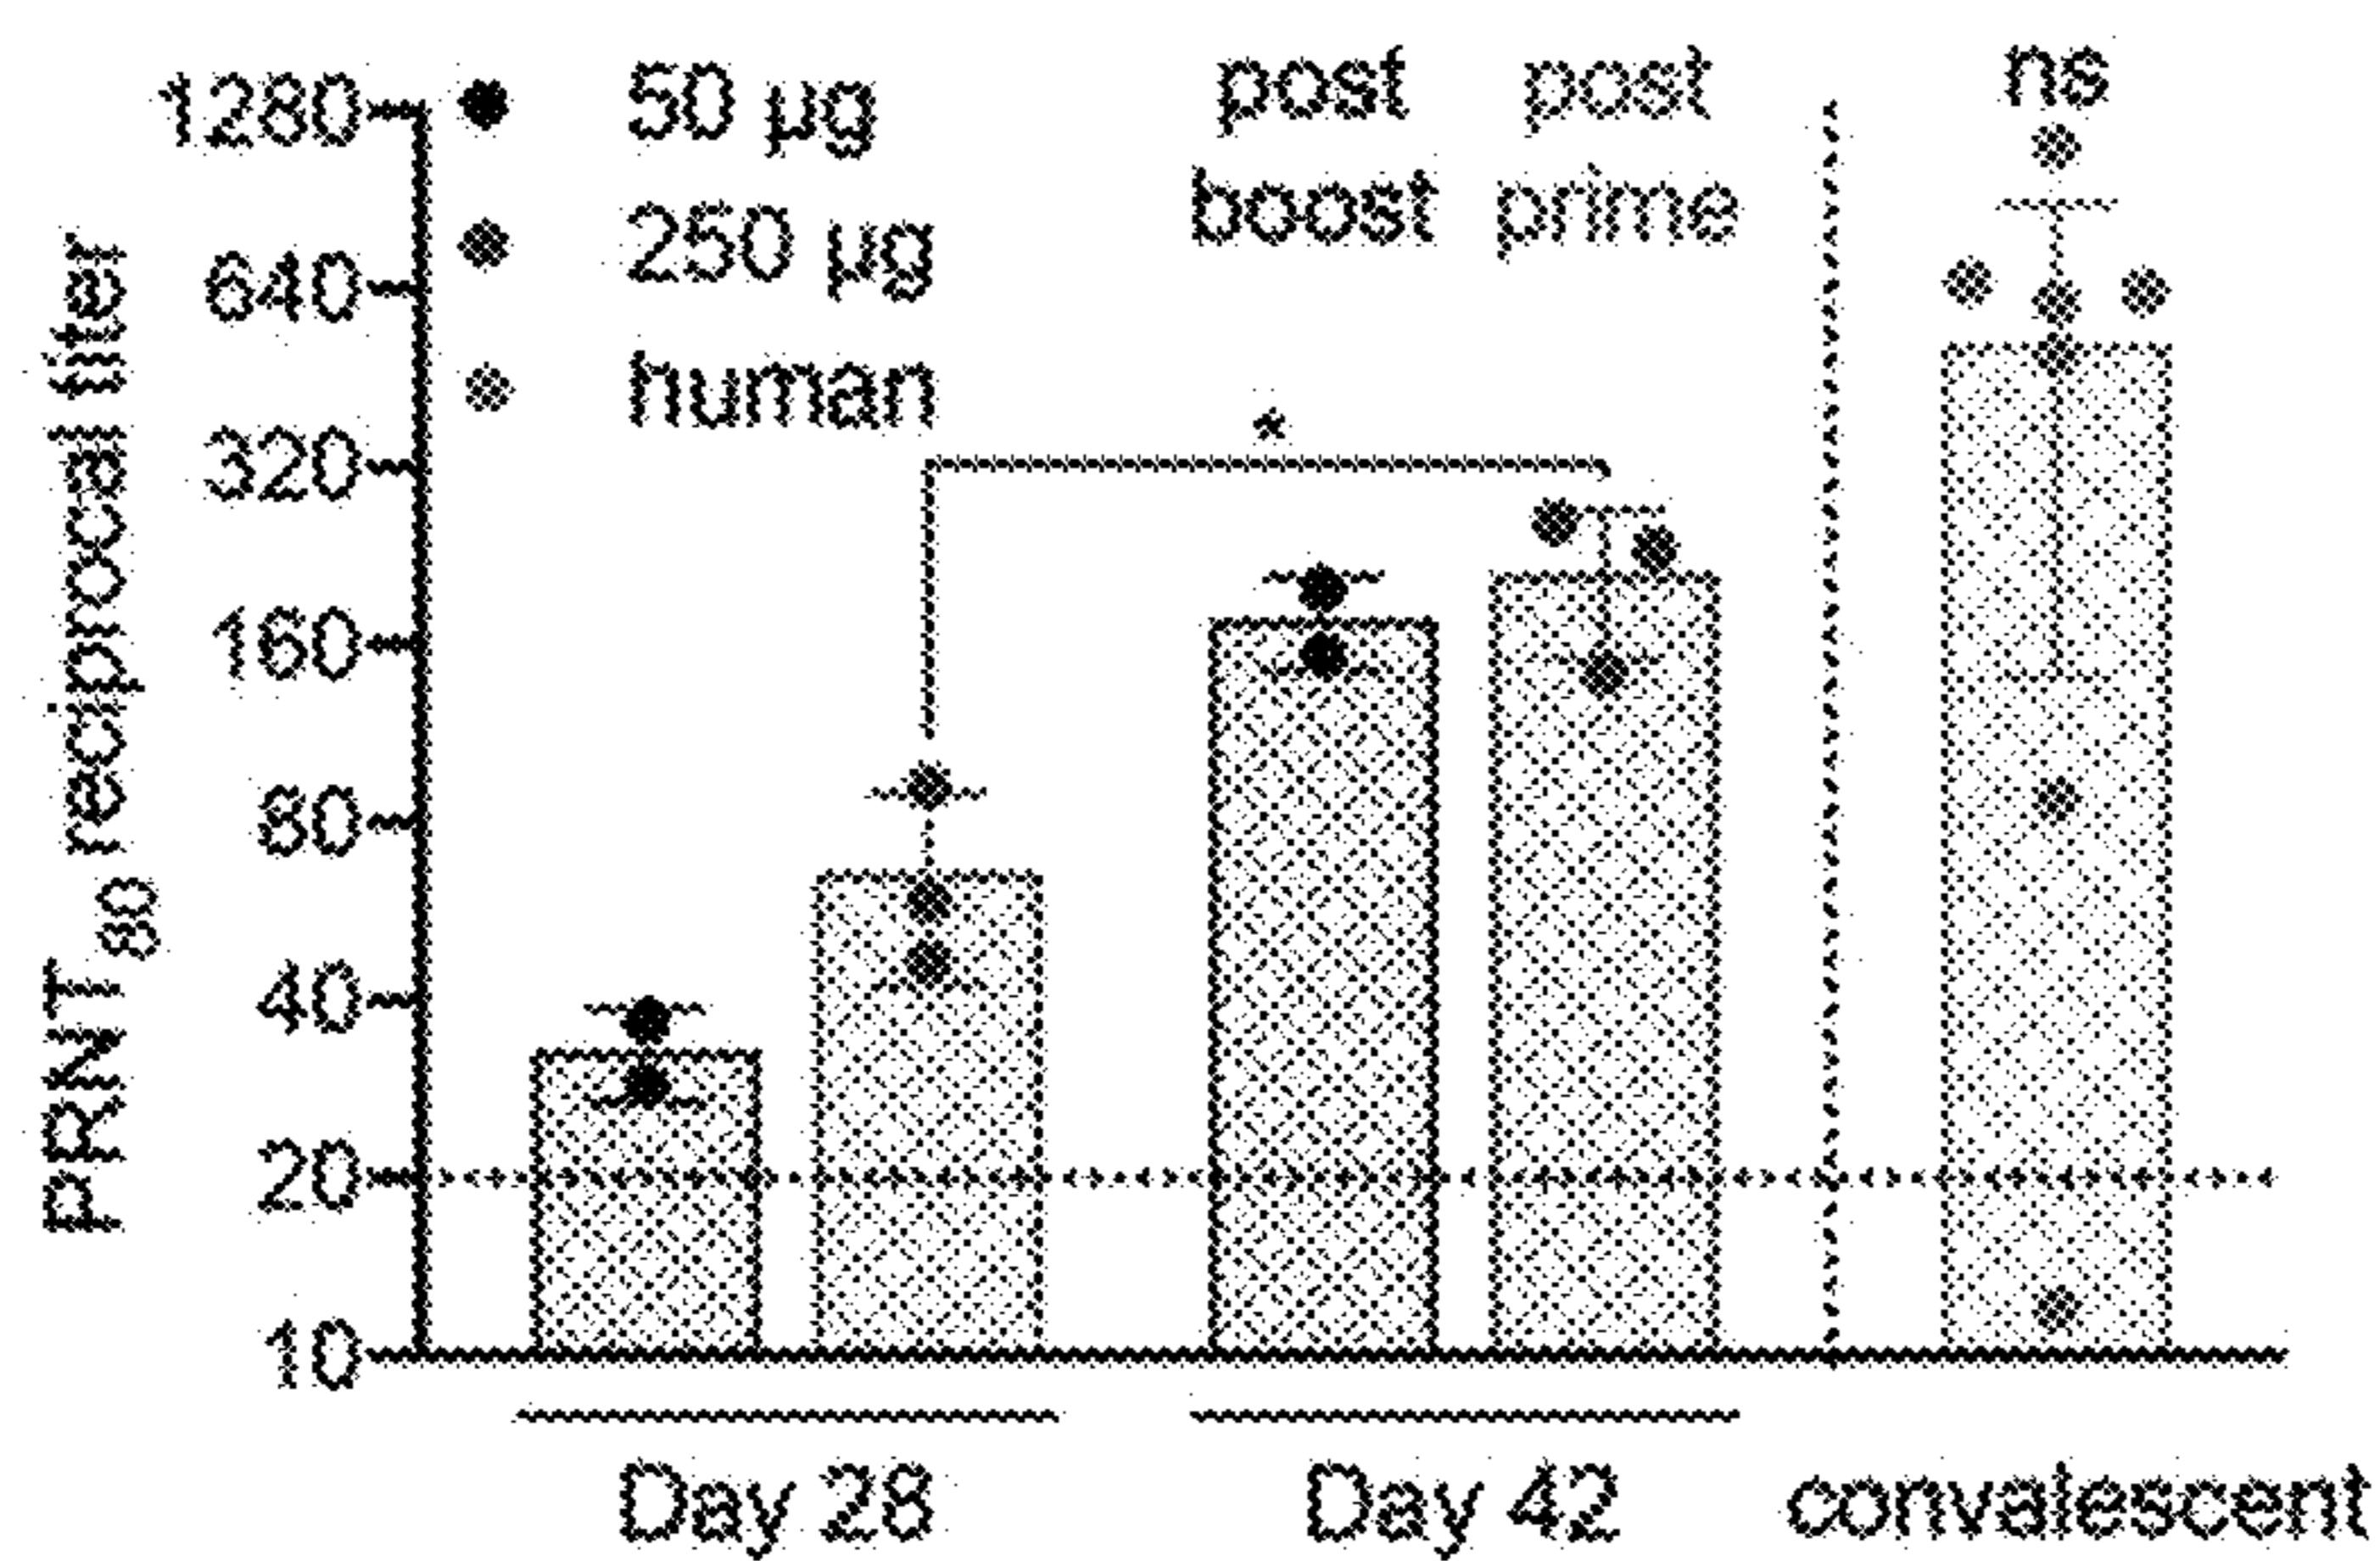 PRNT80 reciprocal titer
1280
640
320
160
80
40
20
10
50 µg
250 µg
human
post boost
post prime
ns
*
Day 28
Day 42
convalescent